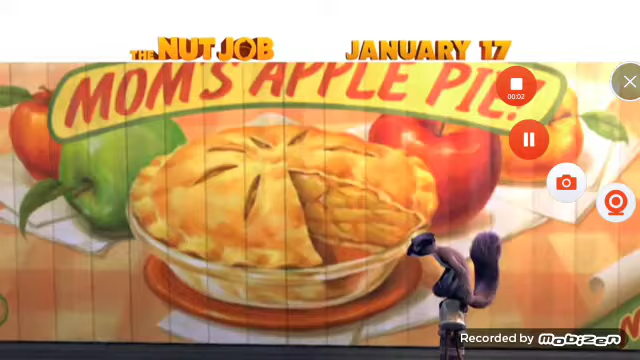 THE NUT JOB JANUARY 17
MOM'S APPLE PIE!
00:02
Recorded by MOBIZEN